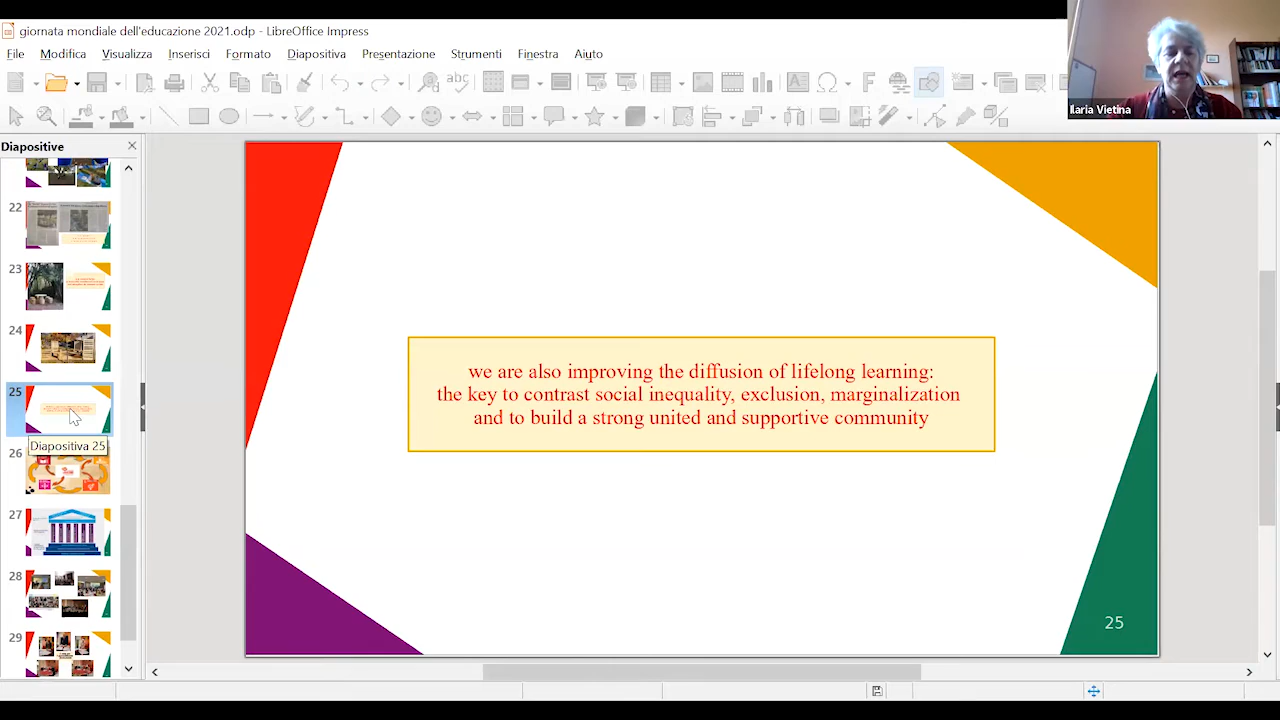 giornata mondiale dell'educazione 2021.odp - LibreOffice Impress
File Modifica Visualizza Inserisci Formato Diapositiva Presentazione Strumenti Finestra Aiuto
Ilaria Vietina
Diapositive
22
23
24
25
Diapositiva 25
26
27
28
29
we are also improving the diffusion of lifelong learning:
the key to contrast social inequality, exclusion, marginalization
and to build a strong united and supportive community
25